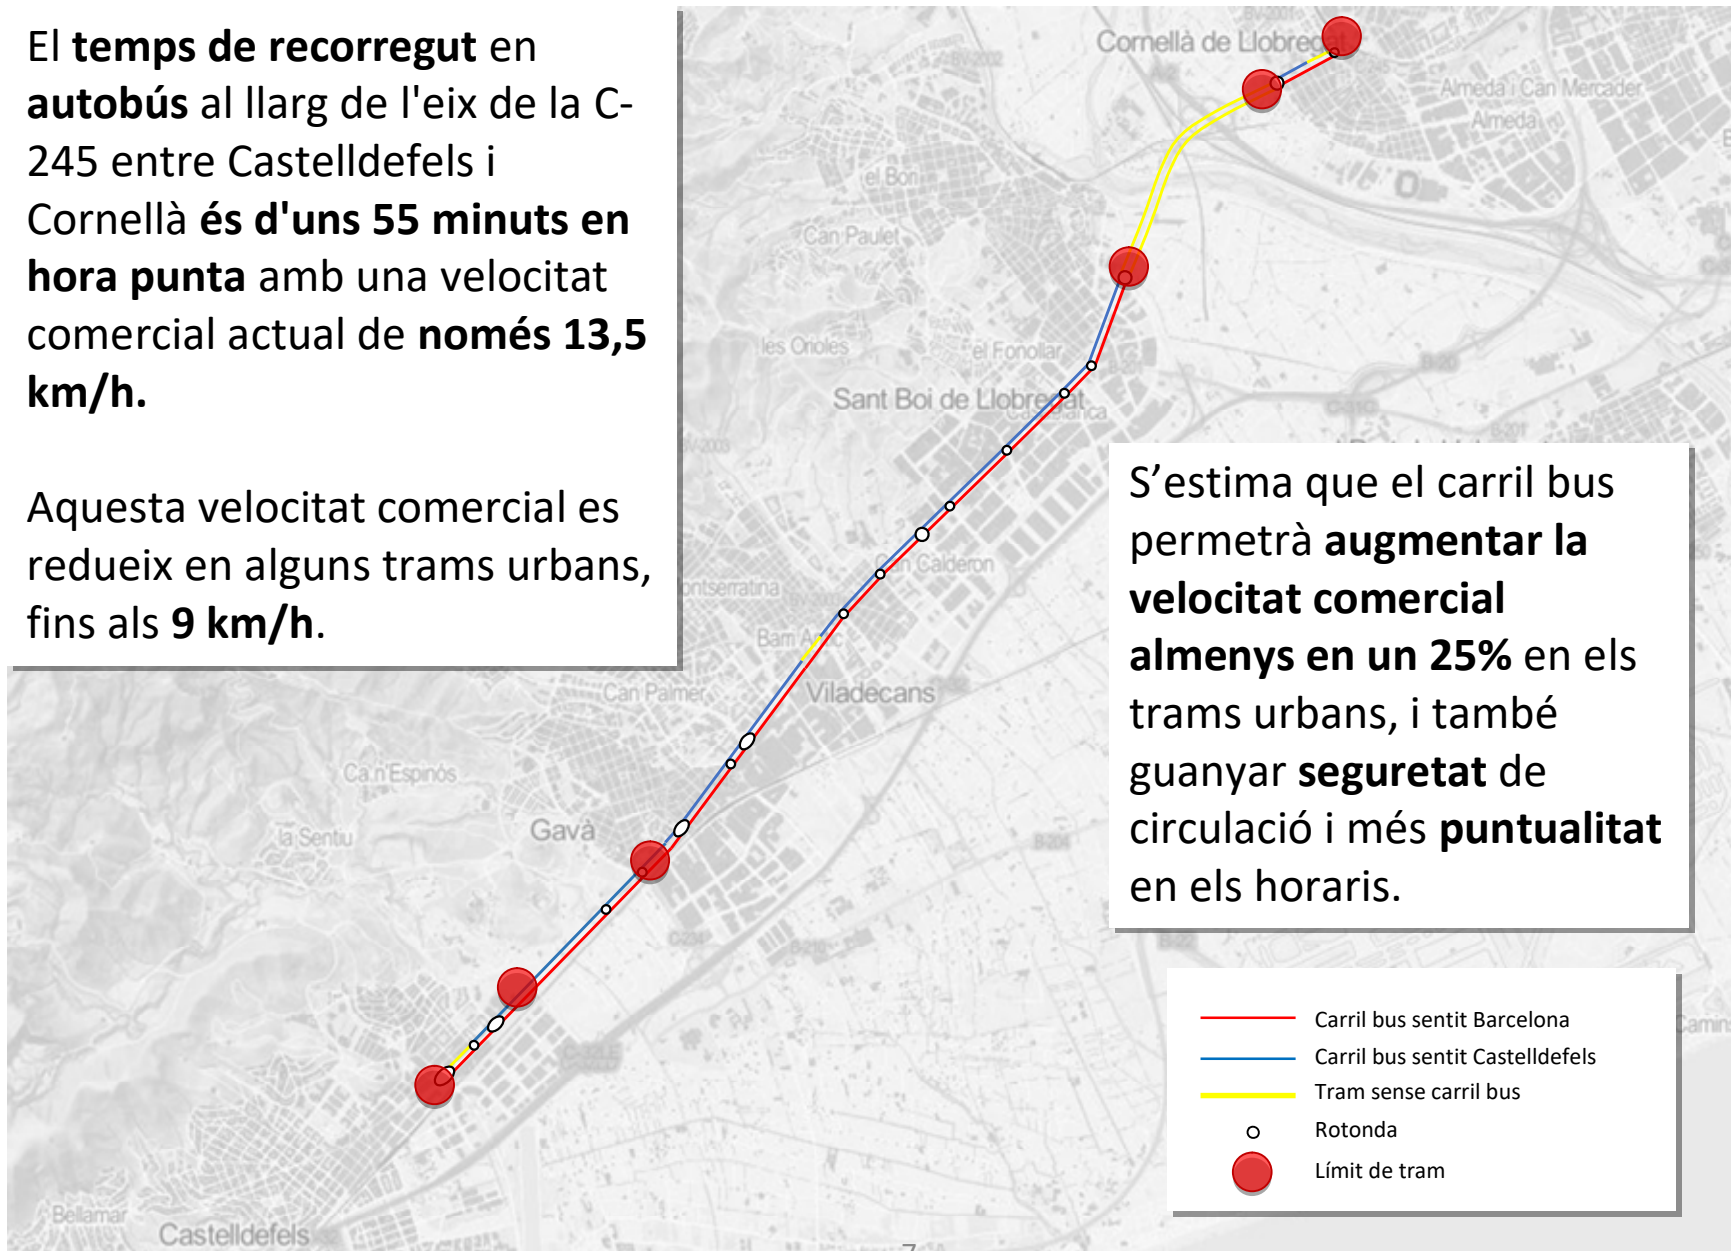 El temps de recorregut en
autobús al llarg de l'eix de la C-
245 entre Castelldefels i
Cornellà és d'uns 55 minuts en
hora punta amb una velocitat
comercial actual de només 13,5
km/h.
Aquesta velocitat comercial es
redueix en alguns trams urbans,
fins als 9 km/h.
Cornellà de Llobregat
Almeda i Can Mercader
Almeda
el Bori
Can Paulet
les Orioles
el Fonollar
Sant Boi de Llobregat
S’estima que el carril bus
permetrà augmentar la
velocitat comercial
almenys en un 25% en els
trams urbans, i també
guanyar seguretat de
circulació i més puntualitat
en els horaris.
Calderon
Can Palmer
Viladecans
Ca n'Espinós
la Sentiu
Gavà
B-204
Carril bus sentit Barcelona
Carril bus sentit Castelldefels
Tram sense carril bus
Rotonda
Límit de tram
Bellamar
Castelldefels
7